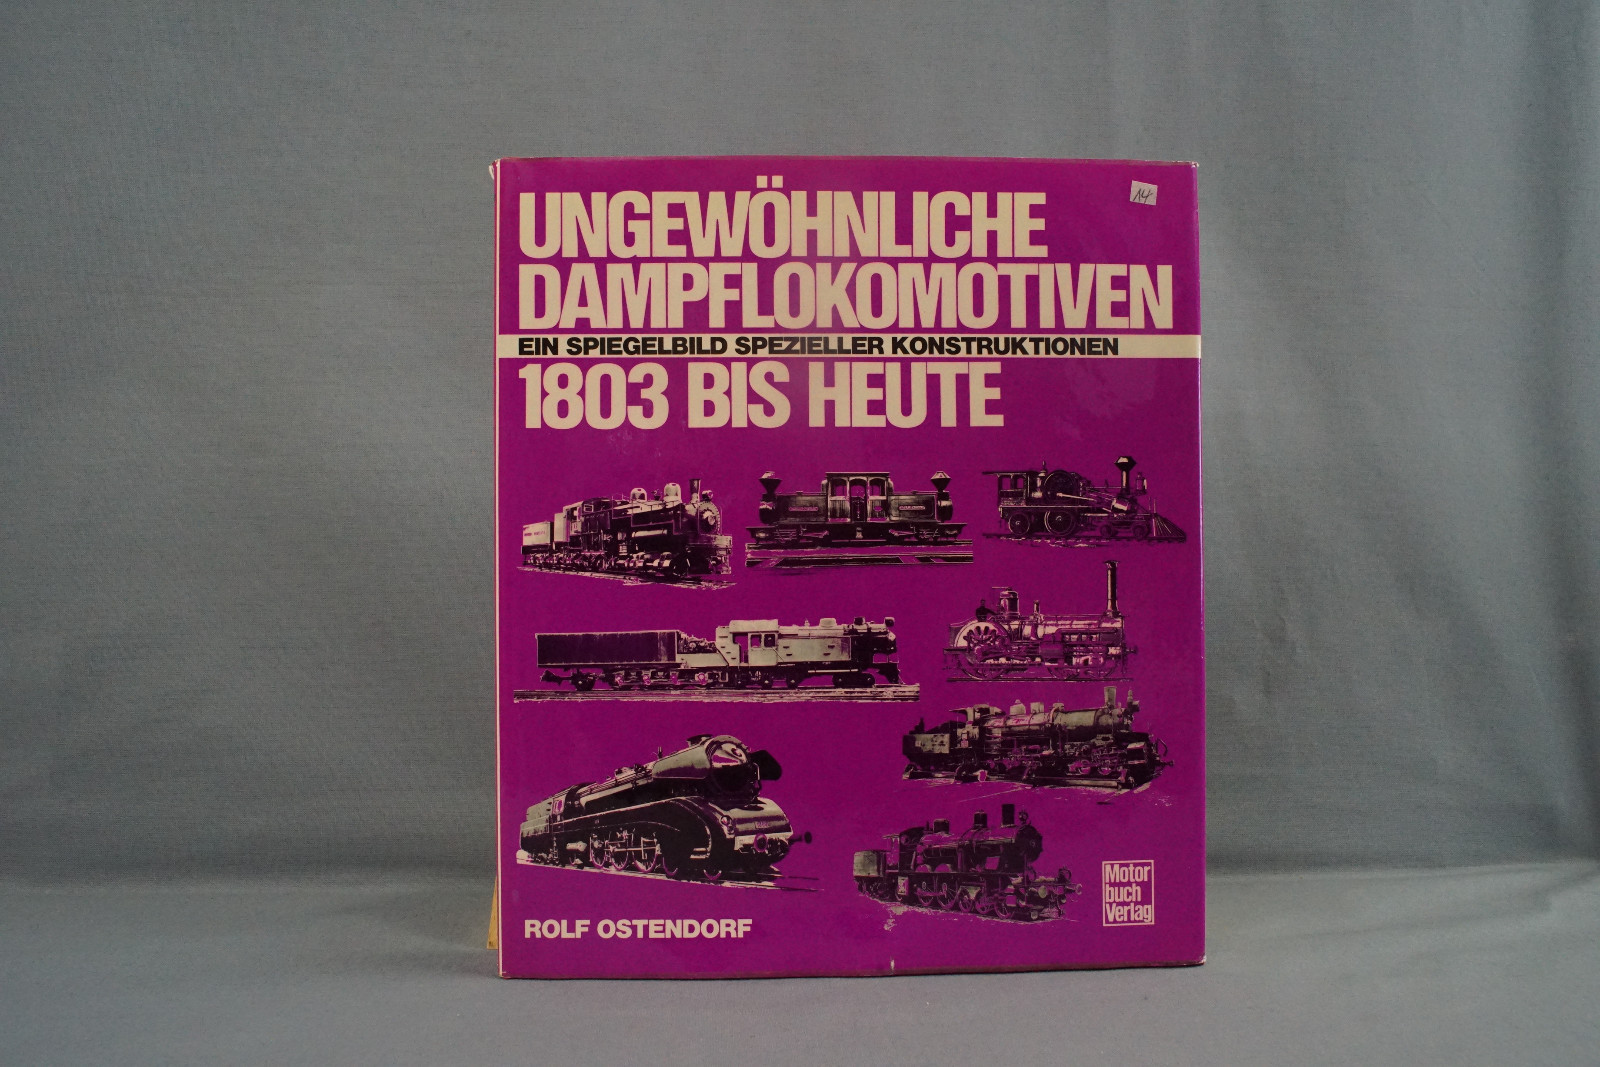 UNGEWÖHNLICHE
DAMPFLOKOMOTIVEN
EIN SPIEGELBILD SPEZIELLER KONSTRUKTIONEN
1803 BIS HEUTE
14
ROLF OSTENDORF
Motor
buch
Verlag